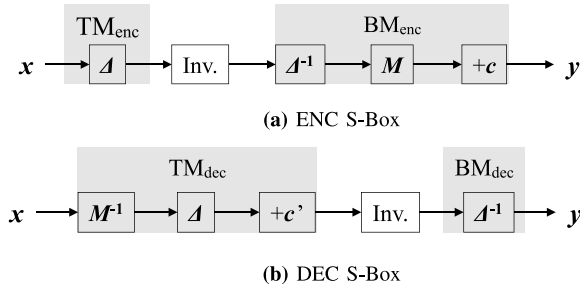 TMenc BMenc
x Δ Inv. Δ-1 M +c y
(a) ENC S-Box
TMdec BMdec
x M-1 Δ +c’ Inv. Δ-1 y
(b) DEC S-Box